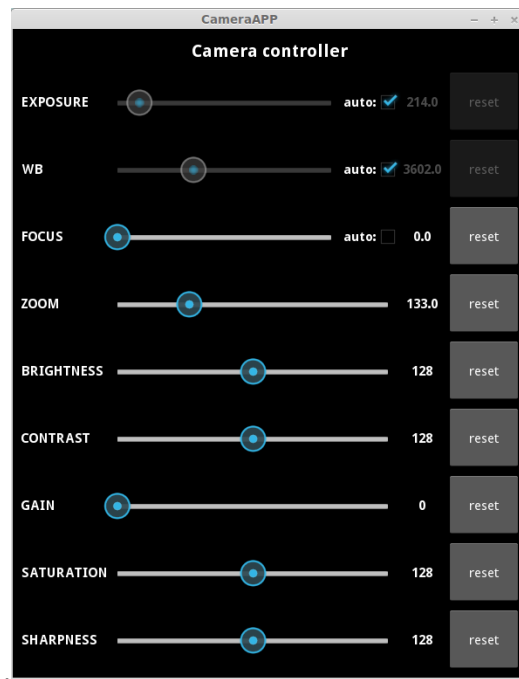 CameraAPP
Camera controller
EXPOSURE auto: 214.0 reset
WB auto: 3602.0 reset
FOCUS auto: 0.0 reset
ZOOM 133.0 reset
BRIGHTNESS 128 reset
CONTRAST 128 reset
GAIN 0 reset
SATURATION 128 reset
SHARPNESS 128 reset